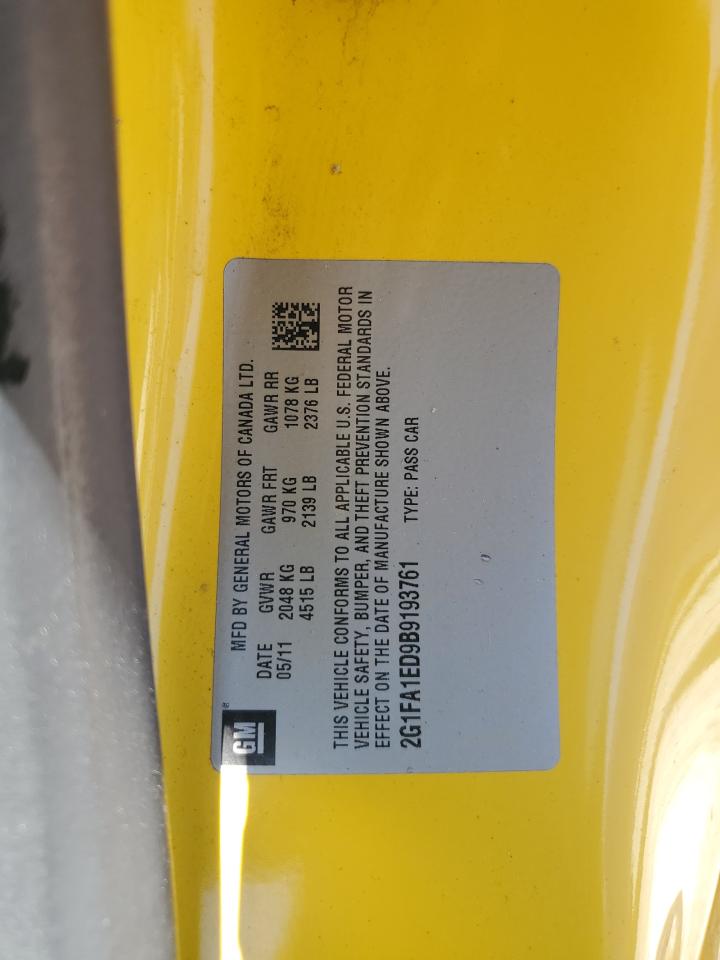 GM®
MFD BY GENERAL MOTORS OF CANADA LTD.
DATE GVWR GAWR FRT GAWR RR
05/11 2048 KG 970 KG 1078 KG
4515 LB 2139 LB 2376 LB
THIS VEHICLE CONFORMS TO ALL APPLICABLE U.S. FEDERAL MOTOR
VEHICLE SAFETY, BUMPER, AND THEFT PREVENTION STANDARDS IN
EFFECT ON THE DATE OF MANUFACTURE SHOWN ABOVE.
2G1FA1ED9B9193761 TYPE: PASS CAR